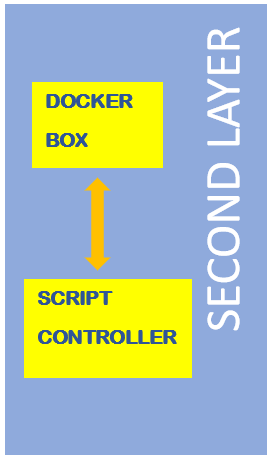 DOCKER
BOX
SCRIPT
CONTROLLER
SECOND LAYER